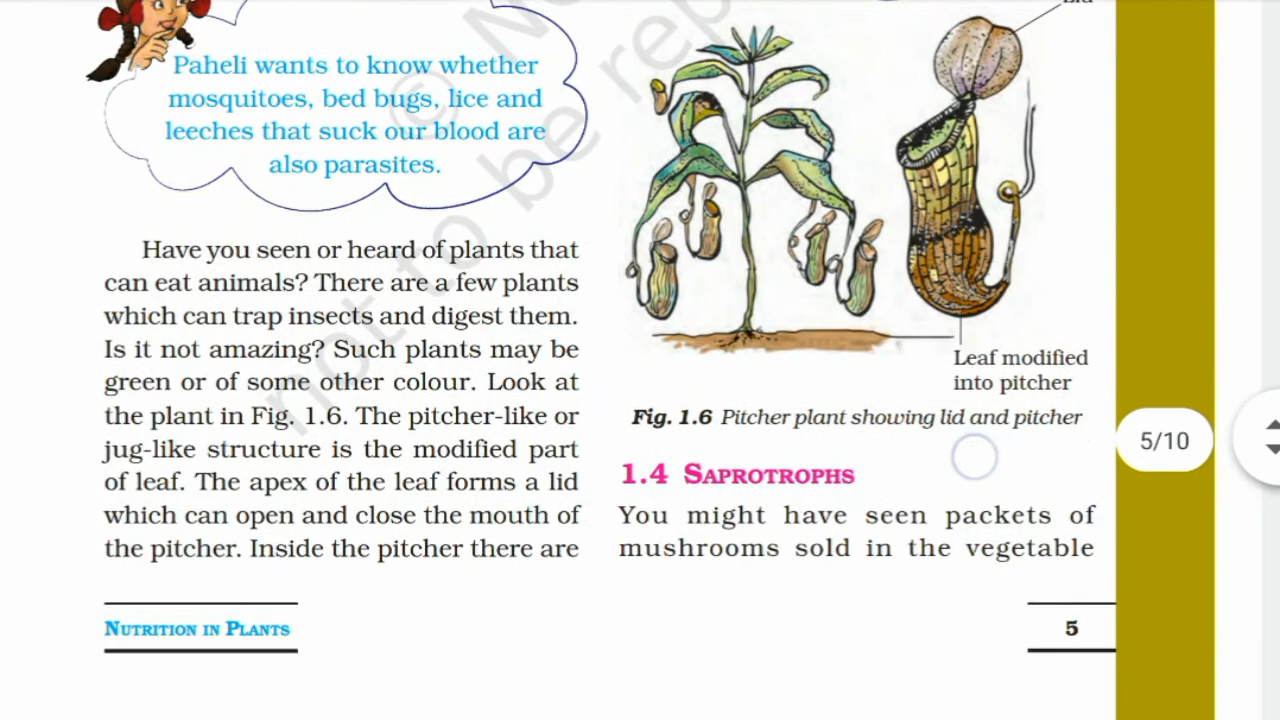 Paheli wants to know whether
mosquitoes, bed bugs, lice and
leeches that suck our blood are
also parasites.
Have you seen or heard of plants that
can eat animals? There are a few plants
which can trap insects and digest them.
Is it not amazing? Such plants may be
green or of some other colour. Look at
the plant in Fig. 1.6. The pitcher-like or
jug-like structure is the modified part
of leaf. The apex of the leaf forms a lid
which can open and close the mouth of
the pitcher. Inside the pitcher there are
Leaf modified
into pitcher
Fig. 1.6 Pitcher plant showing lid and pitcher
1.4 SAPROTROPHS
You might have seen packets of
mushrooms sold in the vegetable
NUTRITION IN PLANTS
5
5/10
not to be